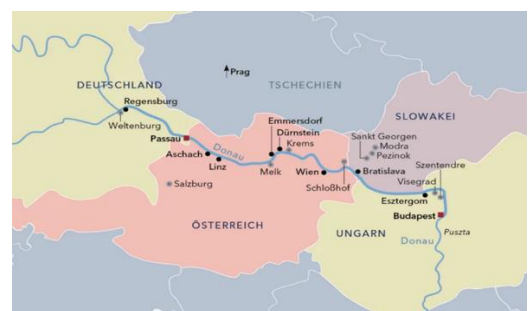 Prag
DEUTSCHLAND
TSCHECHIEN
Regensburg
Weltenburg
SLOWAKEI
Emmersdorf
Dürnstein
Krems
Sankt Georgen
Modra
Pezinok
Passau
Donau
Aschach
Linz
Melk
Wien
Schloßhof
Bratislava
Szentendre
Visegrad
Salzburg
Esztergom
Budapest
ÖSTERREICH
UNGARN
Donau
Puszta